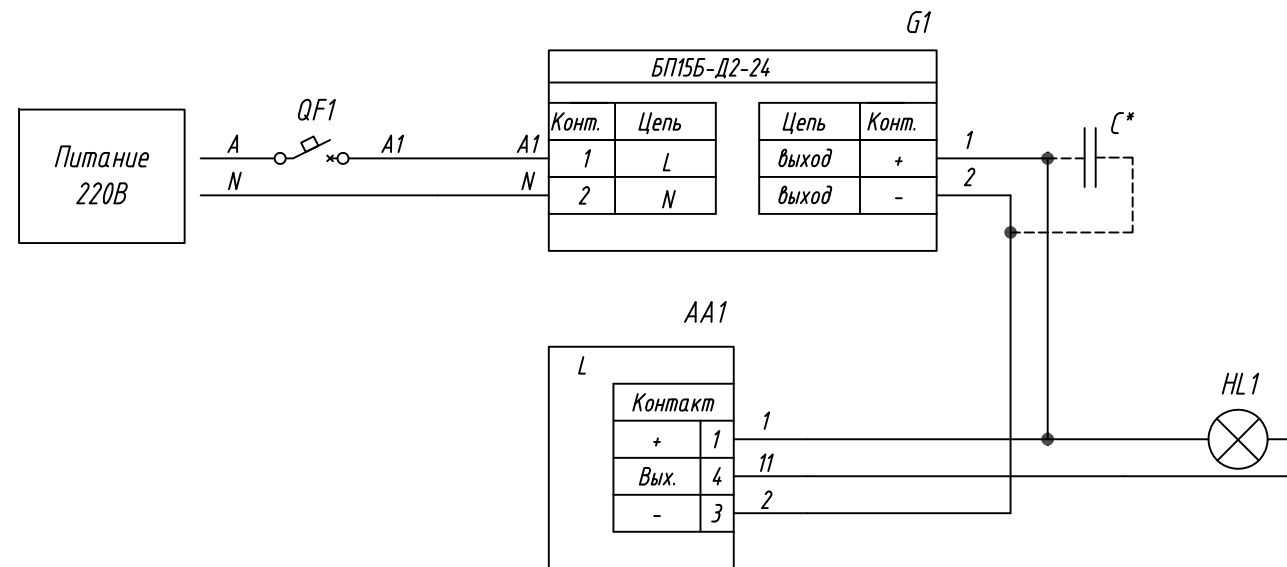 G1
БП15Б-Д2-24
QF1
Конт. Цепь Цепь Конт. C*
Питание 220В
A A1 A1 1 L выход + 1
N N 2 N выход - 2
AA1
L
HL1
Контакт
+ 1 1
Вых. 4 11
- 3 2